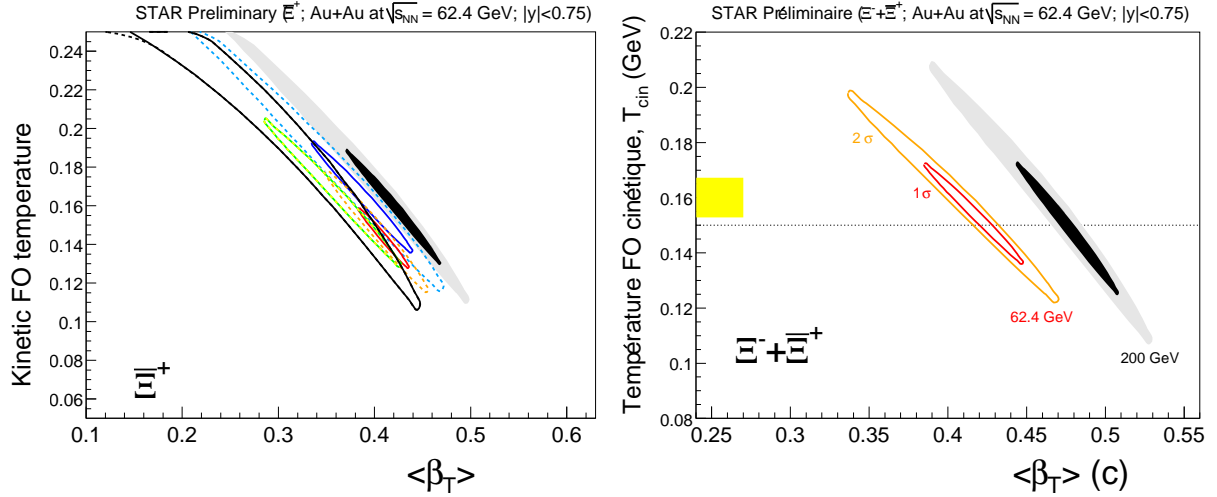 STAR Preliminary Ξ̅⁺; Au+Au at √sNN = 62.4 GeV; |y|<0.75)
Kinetic FO temperature
0.24
0.22
0.2
0.18
0.16
0.14
0.12
0.1
0.08
0.06
Ξ̅⁺
0.1 0.2 0.3 0.4 0.5 0.6
<βT>
STAR Préliminaire (Ξ⁻+Ξ̅⁺; Au+Au at √sNN = 62.4 GeV; |y|<0.75)
Température FO cinétique, Tcin (GeV)
0.22
0.2
0.18
0.16
0.14
0.12
0.1
0.08
2 σ
1 σ
62.4 GeV
200 GeV
Ξ⁻+Ξ̅⁺
0.25 0.3 0.35 0.4 0.45 0.5 0.55
<βT> (c)